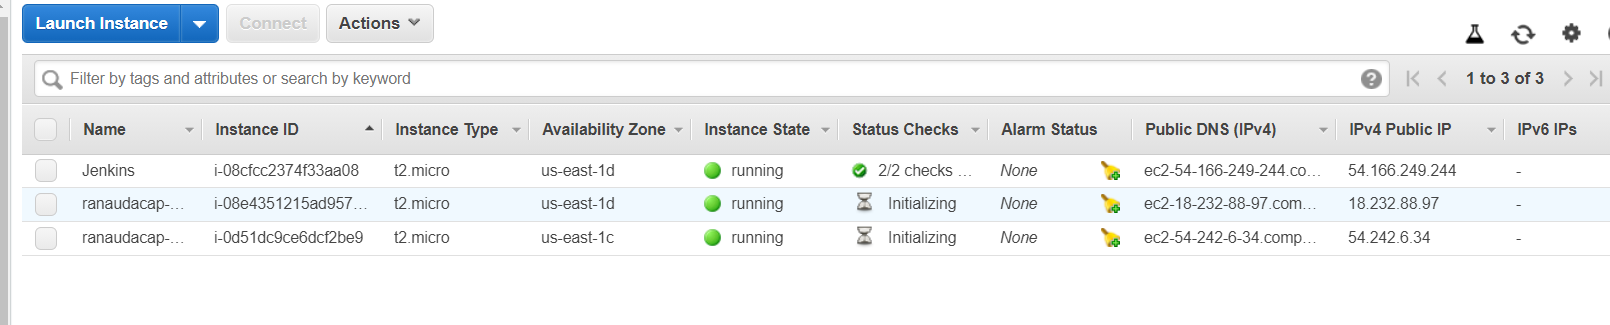 Launch Instance Connect Actions
Filter by tags and attributes or search by keyword 1 to 3 of 3
Name Instance ID Instance Type Availability Zone Instance State Status Checks Alarm Status Public DNS (IPv4) IPv4 Public IP IPv6 IPs
Jenkins i-08cfcc2374f33aa08 t2.micro us-east-1d running 2/2 checks ... None ec2-54-166-249-244.co... 54.166.249.244 -
ranaudacap-... i-08e4351215ad957... t2.micro us-east-1d running Initializing None ec2-18-232-88-97.com... 18.232.88.97 -
ranaudacap-... i-0d51dc9ce6dcf2be9 t2.micro us-east-1c running Initializing None ec2-54-242-6-34.comp... 54.242.6.34 -